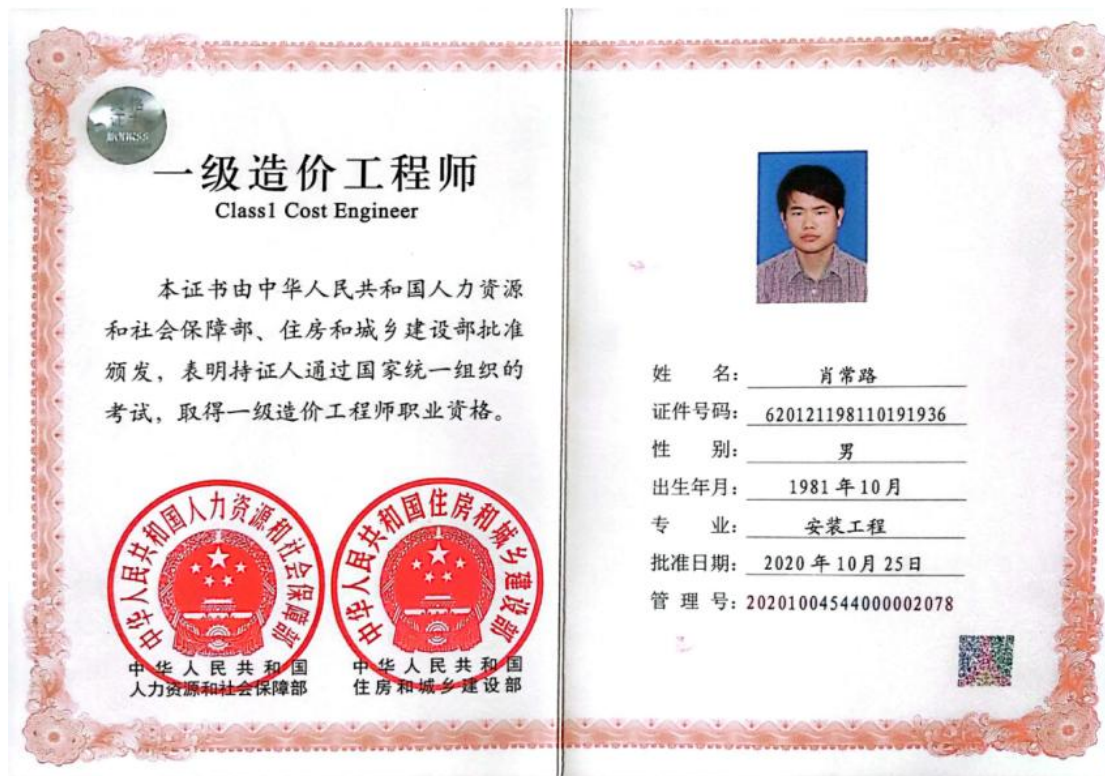 一级造价工程师
Class1 Cost Engineer
本证书由中华人民共和国人力资源
和社会保障部、住房和城乡建设部批准
颁发，表明持证人通过国家统一组织的
考试，取得一级造价工程师职业资格。
中华人民共和国人力资源和社会保障部
中华人民共和国住房和城乡建设部
中华人民共和国
人力资源和社会保障部
中华人民共和国
住房和城乡建设部
姓 名：肖常路
证件号码：620121198110191936
性 别：男
出生年月：1981年10月
专 业：安装工程
批准日期：2020年10月25日
管 理 号：20201004544000002078